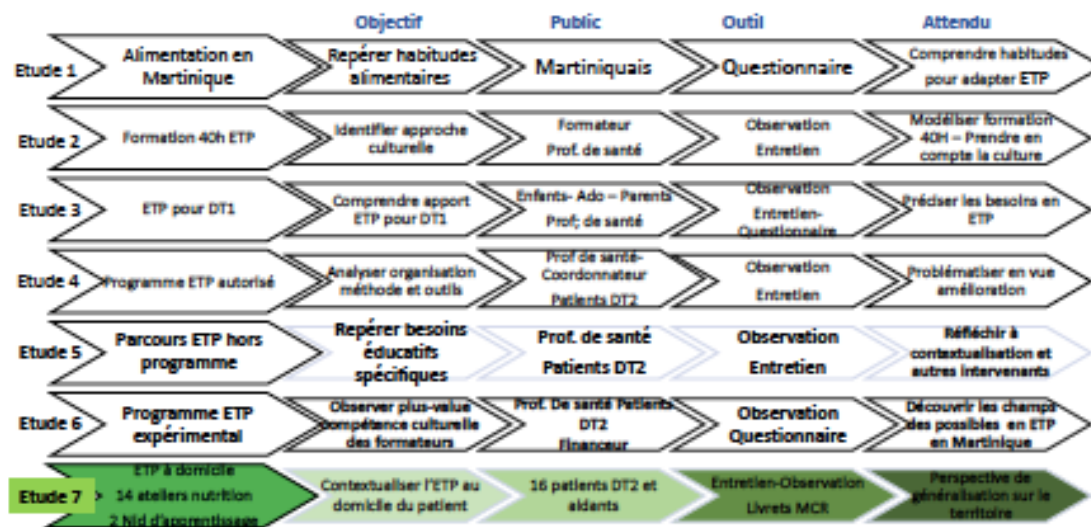 Objectif Public Outil Attendu
Etude 1
Alimentation en
Martinique
Repérer habitudes
alimentaires
Martiniquais
Questionnaire
Comprendre habitudes
pour adapter ETP
Etude 2
Formation 40h ETP
Identifier approche
culturelle
Formateur
Prof. de santé
Observation
Entretien
Modéliser formation
40H – Prendre en
compte la culture
Etude 3
ETP pour DT1
Comprendre apport
ETP pour DT1
Enfants- Ado – Parents
Prof; de santé
Observation
Entretien-
Questionnaire
Préciser les besoins en
ETP
Etude 4
Programme ETP autorisé
Analyser organisation
méthode et outils
Prof de santé-
Coordonnateur
Patients DT2
Observation
Entretien
Problématiser en vue
amélioration
Etude 5
Parcours ETP hors
programme
Repérer besoins
éducatifs
spécifiques
Prof. de santé
Patients DT2
Observation
Entretien
Réfléchir à
contextualisation et
autres intervenants
Etude 6
Programme ETP
expérimental
Observer plus-value
compétence culturelle
des formateurs
Prof. De santé Patients
DT2
Financeur
Observation
Questionnaire
Découvrir les champs
des possibles en ETP
en Martinique
Etude 7
ETP à domicile
14 ateliers nutrition
2 Nid d'apprentissage
Contextualiser l'ETP au
domicile du patient
16 patients DT2 et
aidants
Entretien-Observation
Livrets MCR
Perspective de
généralisation sur le
territoire